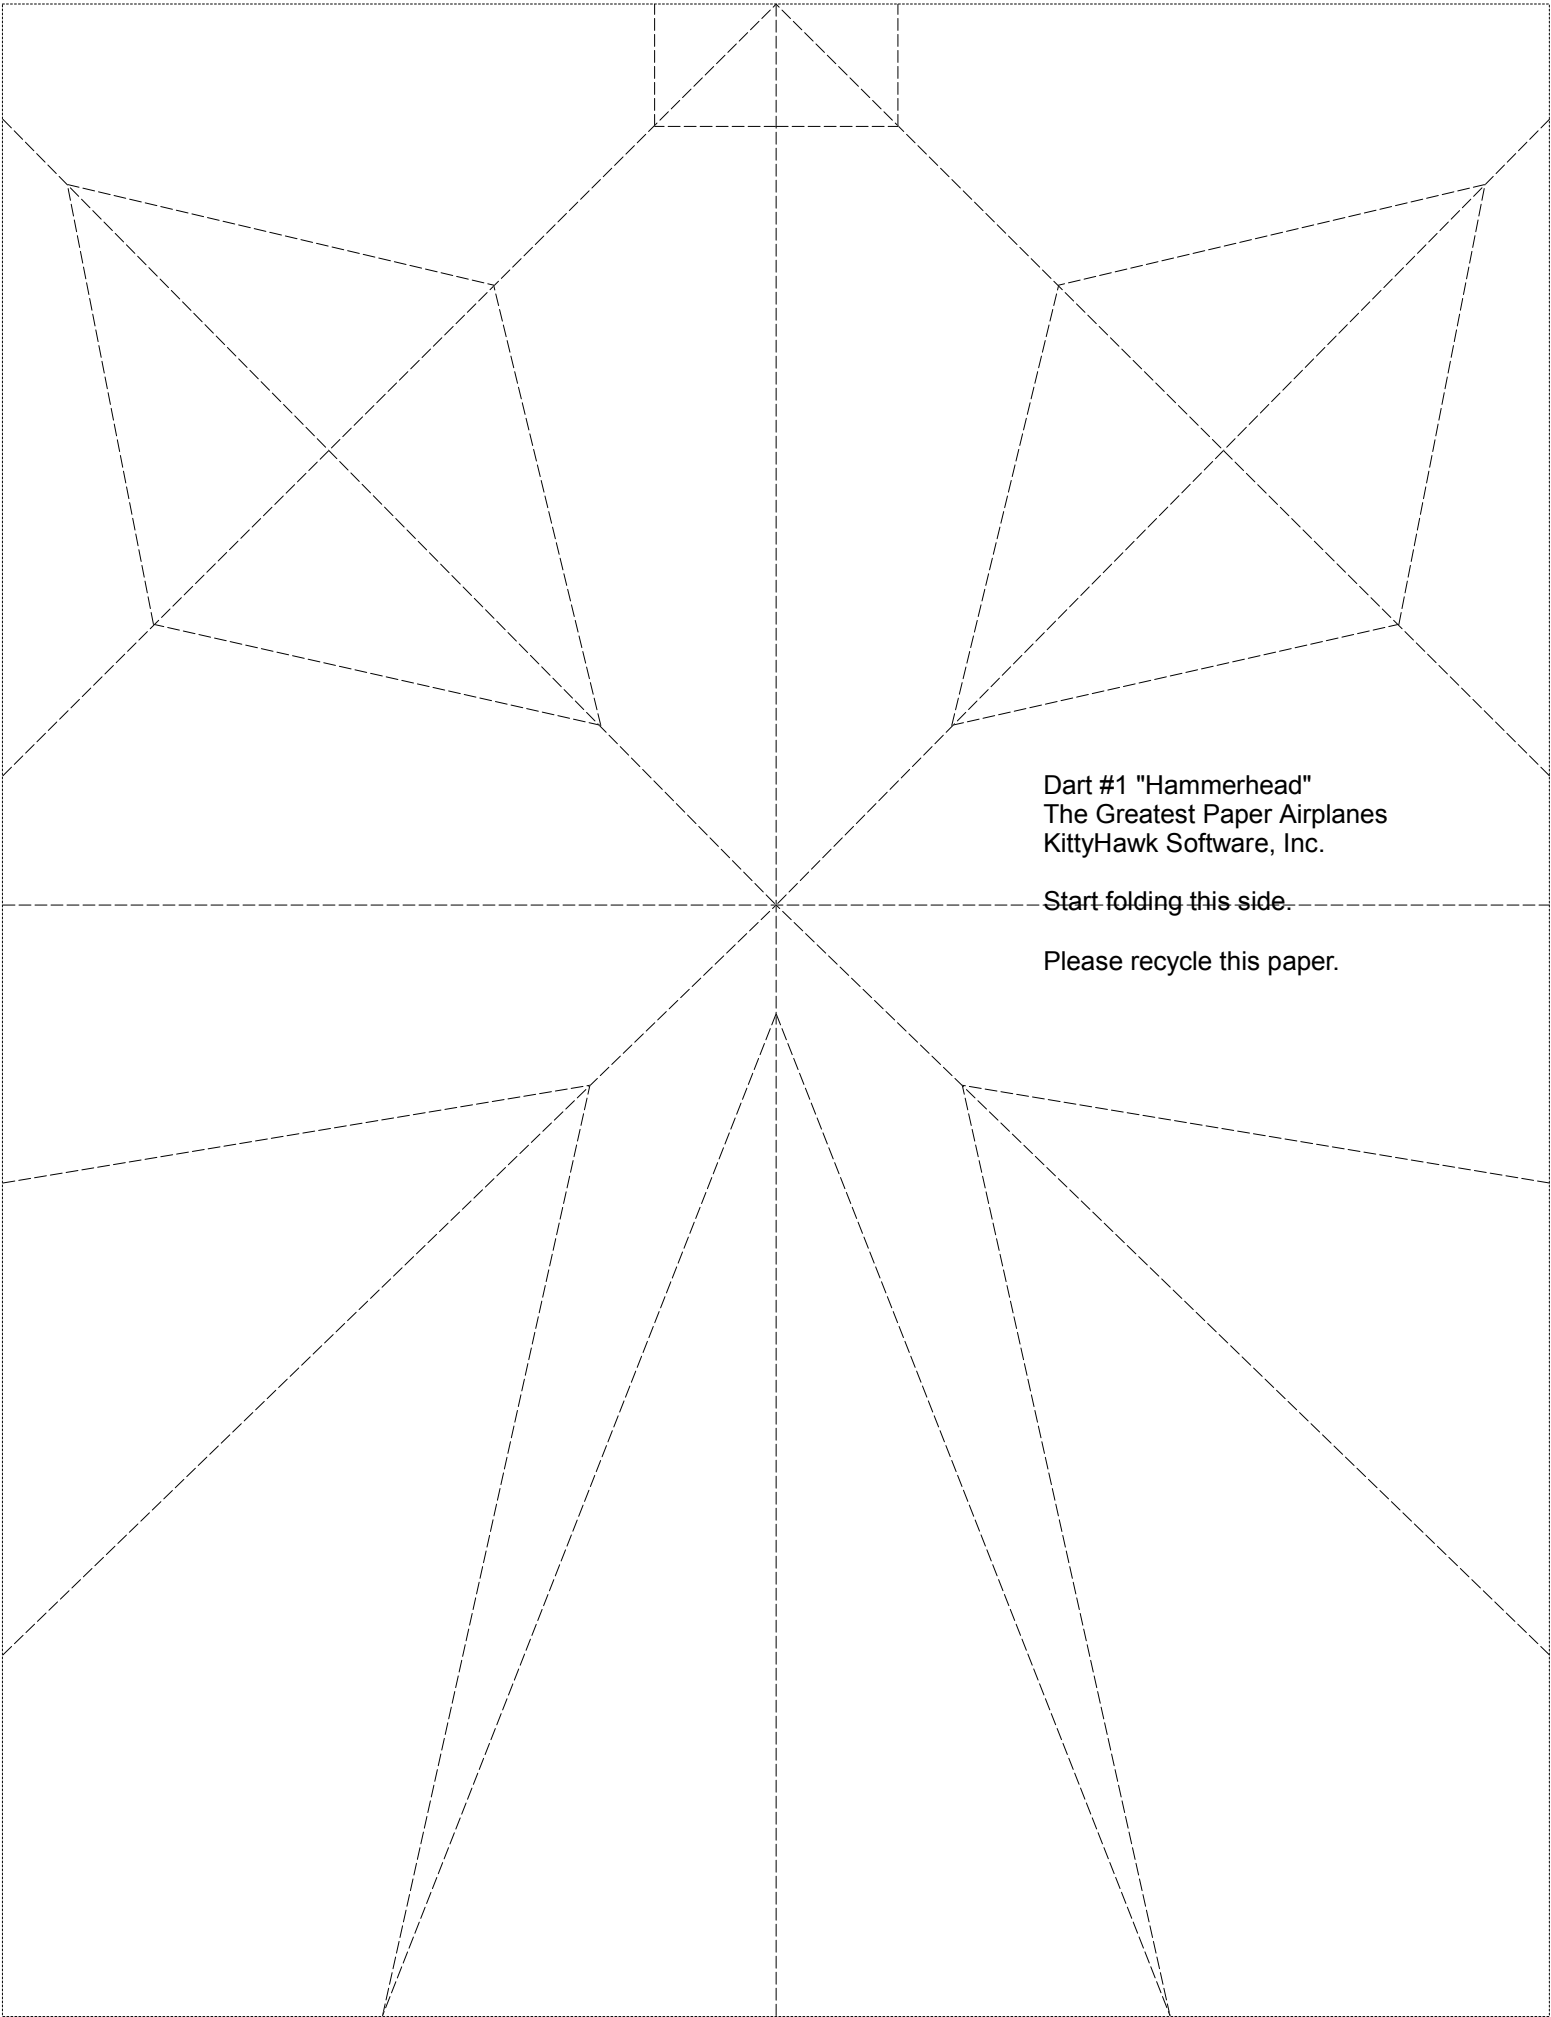 Dart #1 "Hammerhead"
The Greatest Paper Airplanes
KittyHawk Software, Inc.
Start folding this side.
Please recycle this paper.